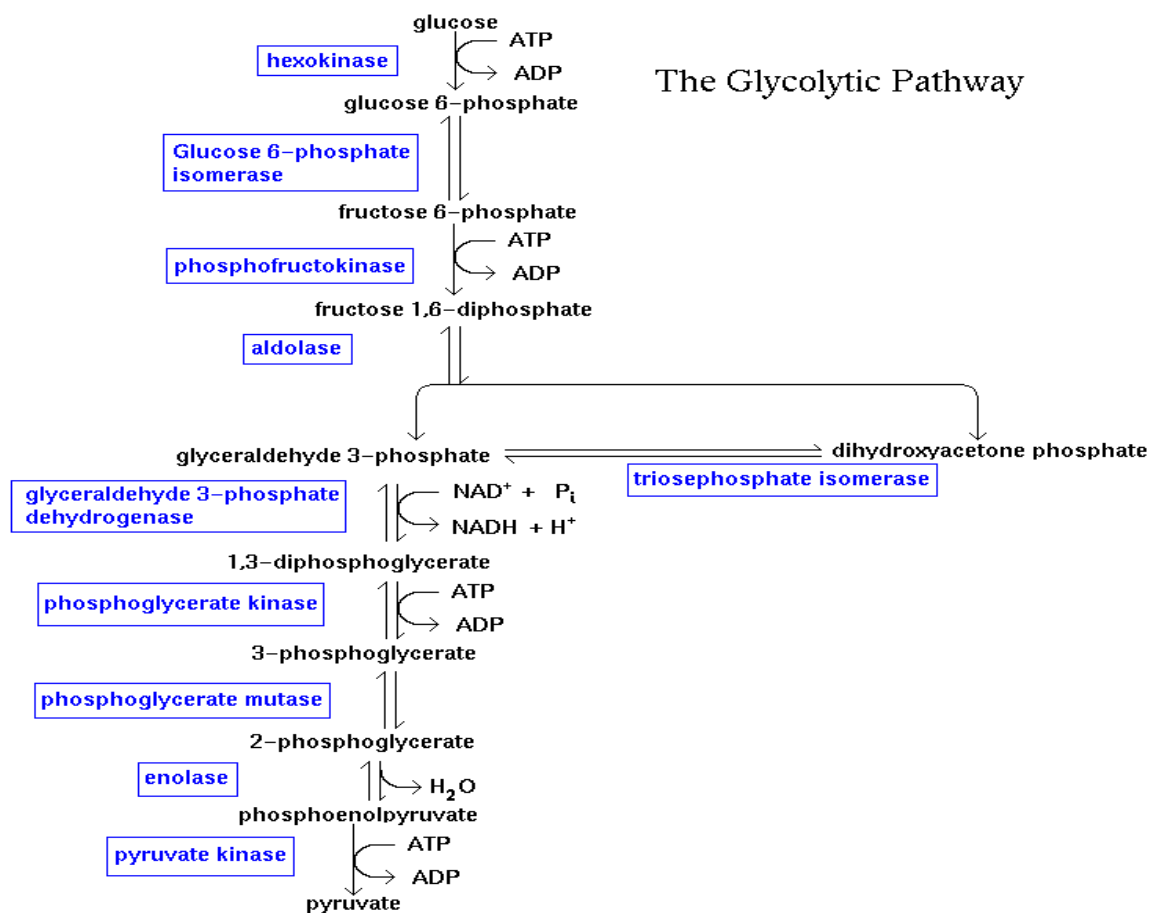 glucose
ATP
hexokinase
ADP
The Glycolytic Pathway
glucose 6-phosphate
Glucose 6-phosphate
isomerase
fructose 6-phosphate
ATP
phosphofructokinase
ADP
fructose 1,6-diphosphate
aldolase
glyceraldehyde 3-phosphate
dihydroxyacetone phosphate
triosephosphate isomerase
glyceraldehyde 3-phosphate
dehydrogenase
NAD⁺ + Pᵢ
NADH + H⁺
1,3-diphosphoglycerate
ATP
phosphoglycerate kinase
ADP
3-phosphoglycerate
phosphoglycerate mutase
2-phosphoglycerate
enolase
H₂O
phosphoenolpyruvate
ATP
pyruvate kinase
ADP
pyruvate